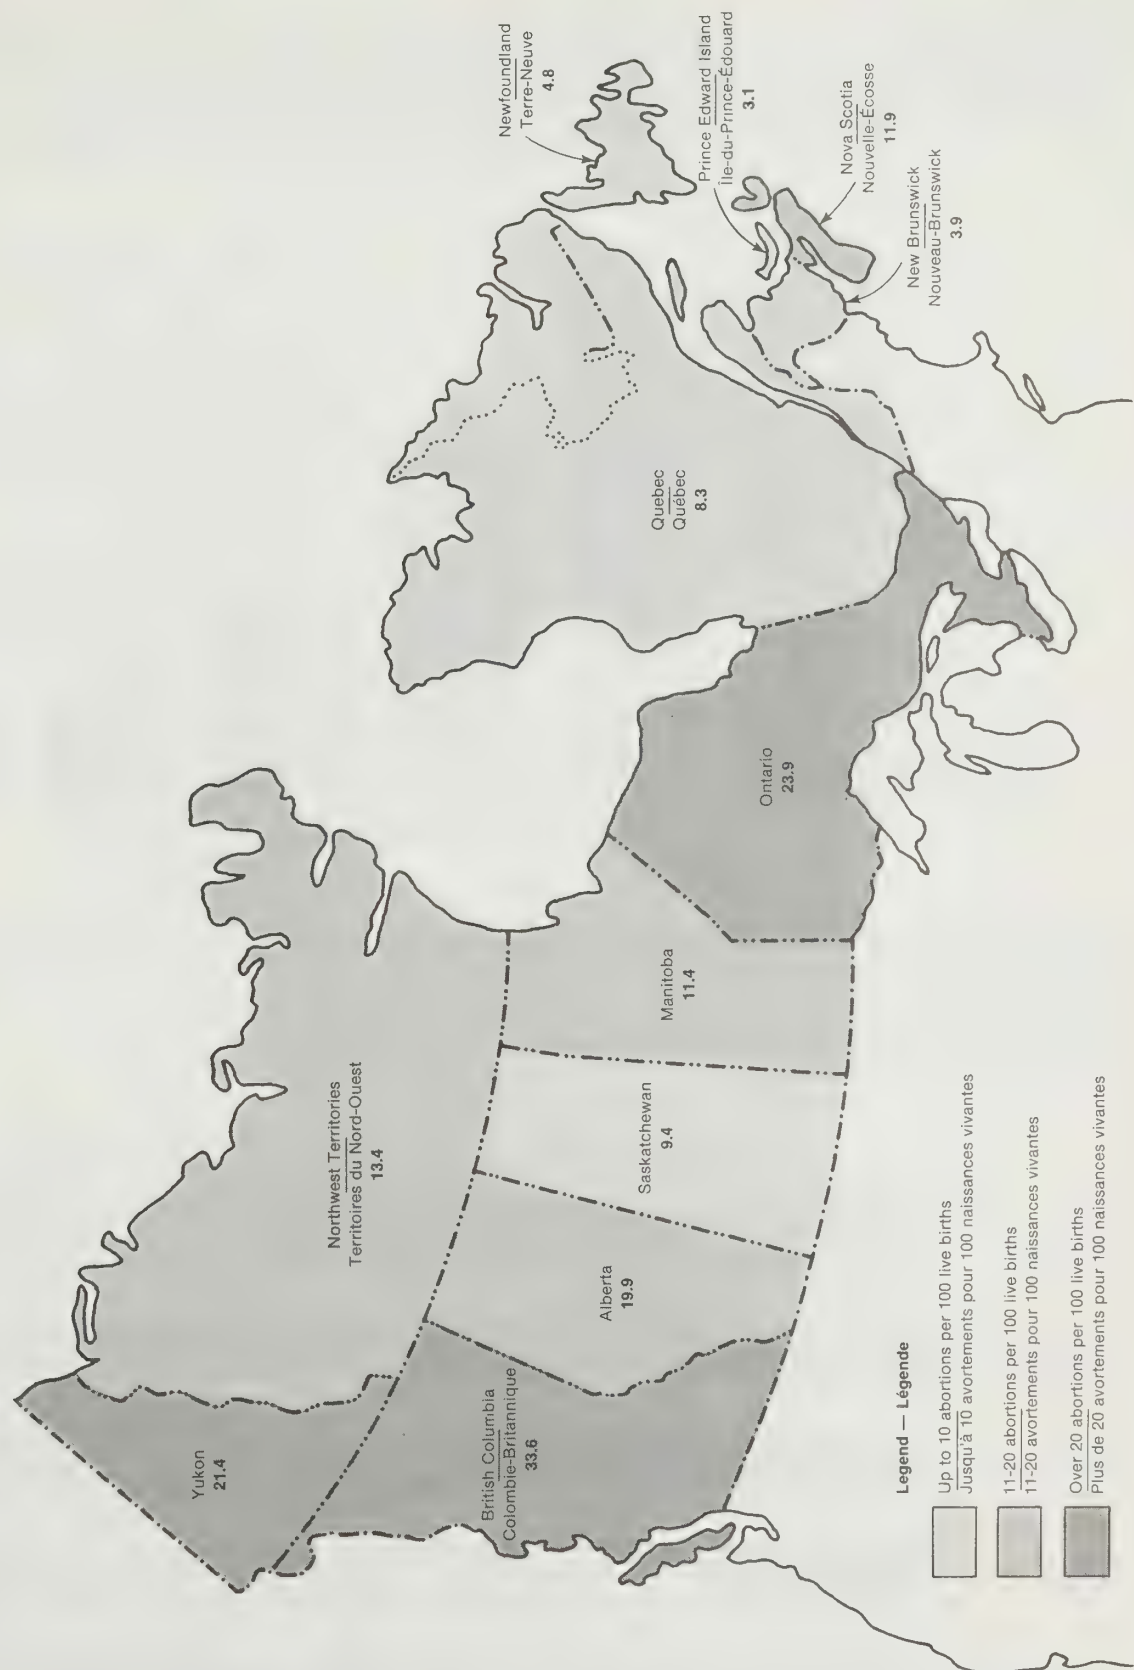 Newfoundland
Terre-Neuve
4.8
Prince Edward Island
Île-du-Prince-Édouard
3.1
Nova Scotia
Nouvelle-Écosse
11.9
New Brunswick
Nouveau-Brunswick
3.9
Quebec
Québec
8.3
Ontario
23.9
Manitoba
11.4
Saskatchewan
9.4
Alberta
19.9
British Columbia
Colombie-Britannique
33.6
Yukon
21.4
Northwest Territories
Territoires du Nord-Ouest
13.4
Legend — Légende
Up to 10 abortions per 100 live births
Jusqu'à 10 avortements pour 100 naissances vivantes
11-20 abortions per 100 live births
11-20 avortements pour 100 naissances vivantes
Over 20 abortions per 100 live births
Plus de 20 avortements pour 100 naissances vivantes